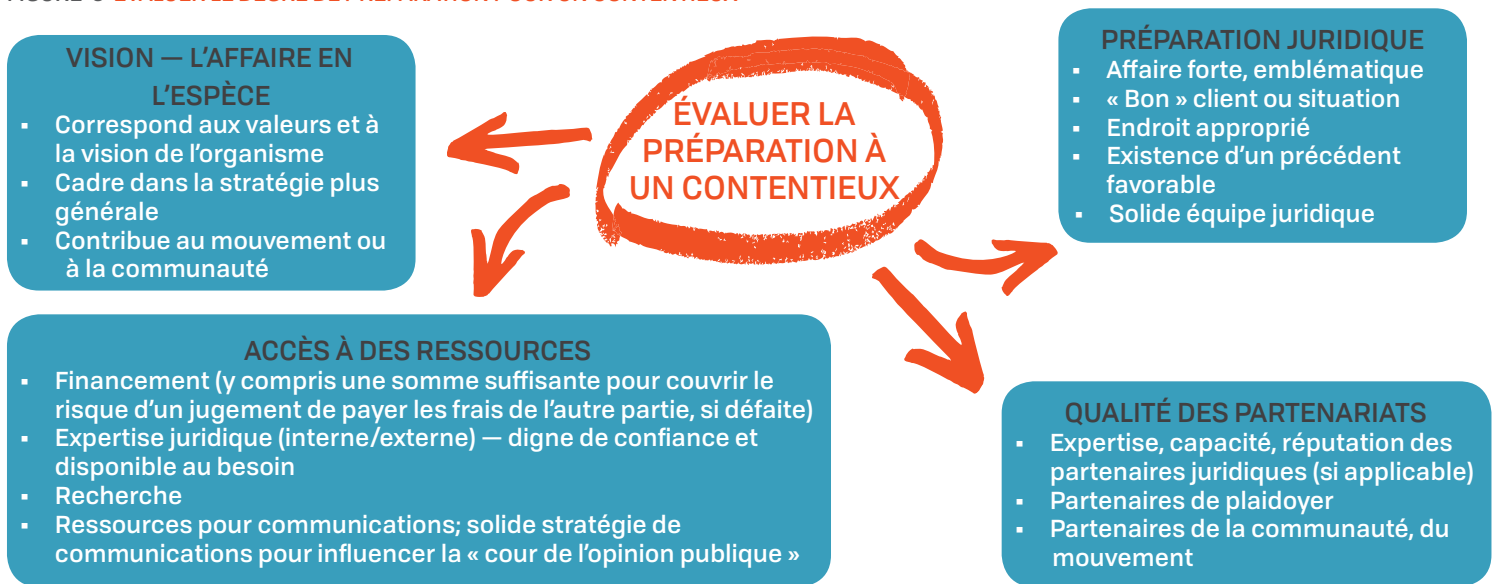 VISION — L'AFFAIRE EN
L'ESPÈCE
▪ Correspond aux valeurs et à
la vision de l'organisme
▪ Cadre dans la stratégie plus
générale
▪ Contribue au mouvement ou
à la communauté
ÉVALUER LA
PRÉPARATION À
UN CONTENTIEUX
PRÉPARATION JURIDIQUE
▪ Affaire forte, emblématique
▪ « Bon » client ou situation
▪ Endroit approprié
▪ Existence d'un précédent
favorable
▪ Solide équipe juridique
ACCÈS À DES RESSOURCES
▪ Financement (y compris une somme suffisante pour couvrir le
risque d'un jugement de payer les frais de l'autre partie, si défaite)
▪ Expertise juridique (interne/externe) — digne de confiance et
disponible au besoin
▪ Recherche
▪ Ressources pour communications; solide stratégie de
communications pour influencer la « cour de l'opinion publique »
QUALITÉ DES PARTENARIATS
▪ Expertise, capacité, réputation des
partenaires juridiques (si applicable)
▪ Partenaires de plaidoyer
▪ Partenaires de la communauté, du
mouvement